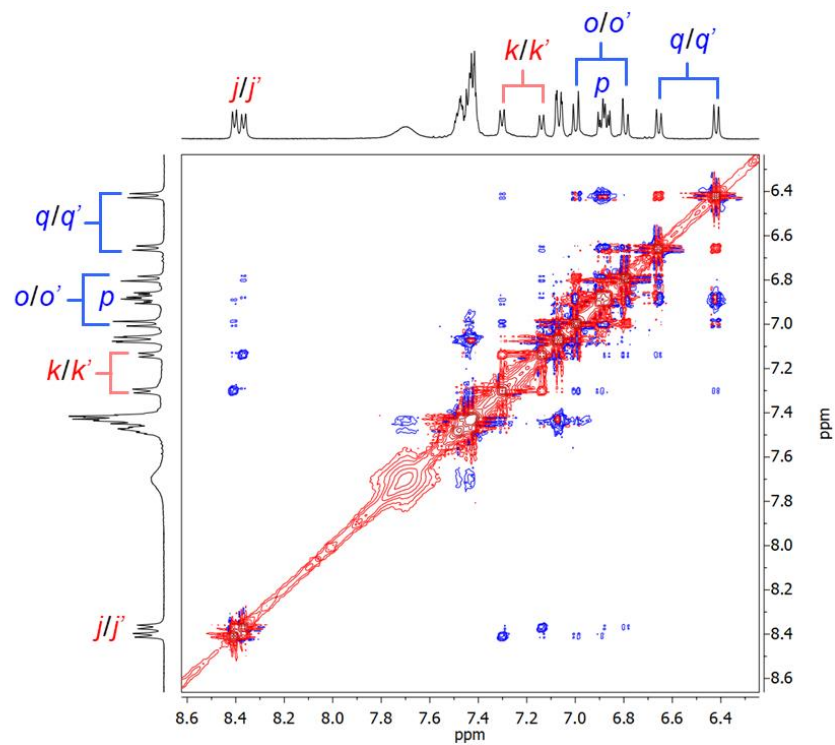 o/o’
k/k’
q/q’
j/j’
p
q/q’
o/o’ p
k/k’
j/j’
6.4
6.6
6.8
7.0
7.2
7.4
7.6
7.8
8.0
8.2
8.4
8.6
ppm
8.6 8.4 8.2 8.0 7.8 7.6 7.4 7.2 7.0 6.8 6.6 6.4
ppm